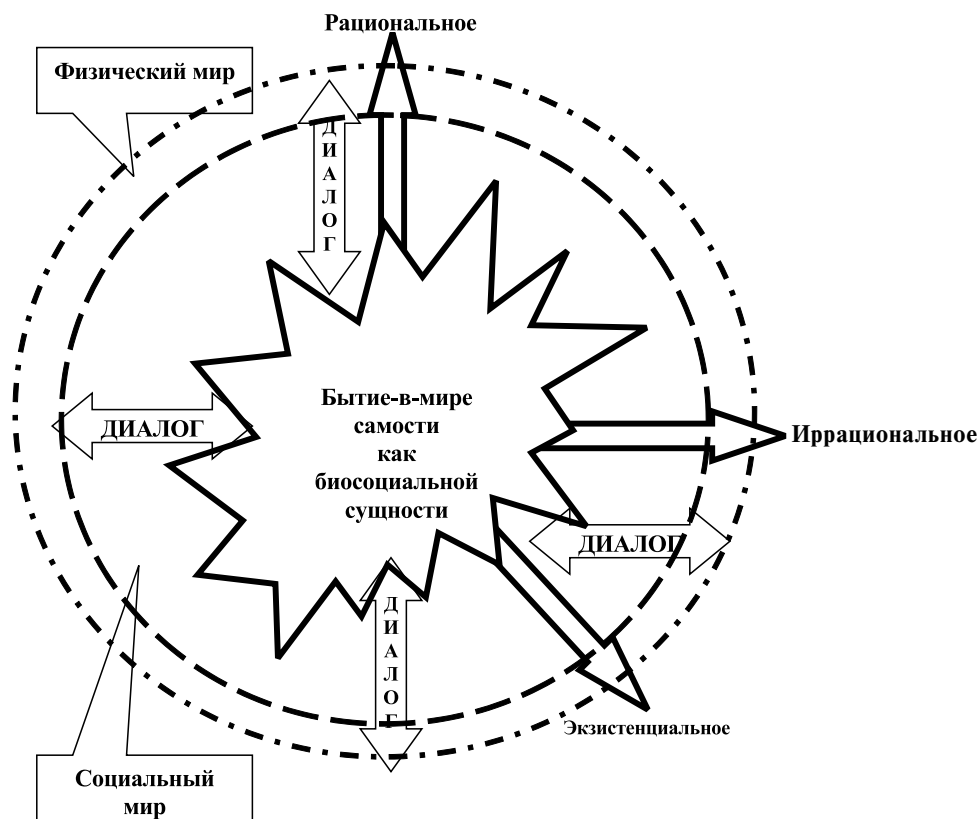 Рациональное
Физический мир
ДИАЛОГ
Бытие-в-мире
самости
как
биосоциальной
сущности
ДИАЛОГ
Иррациональное
ДИАЛОГ
ДИАЛОГ
Экзистенциальное
Социальный
мир